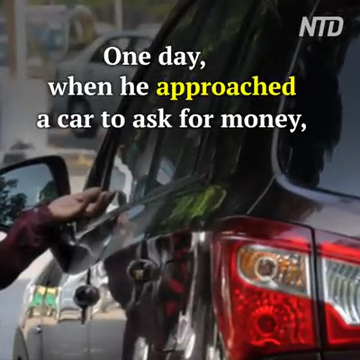 NTD
One day,
when he approached
a car to ask for money,